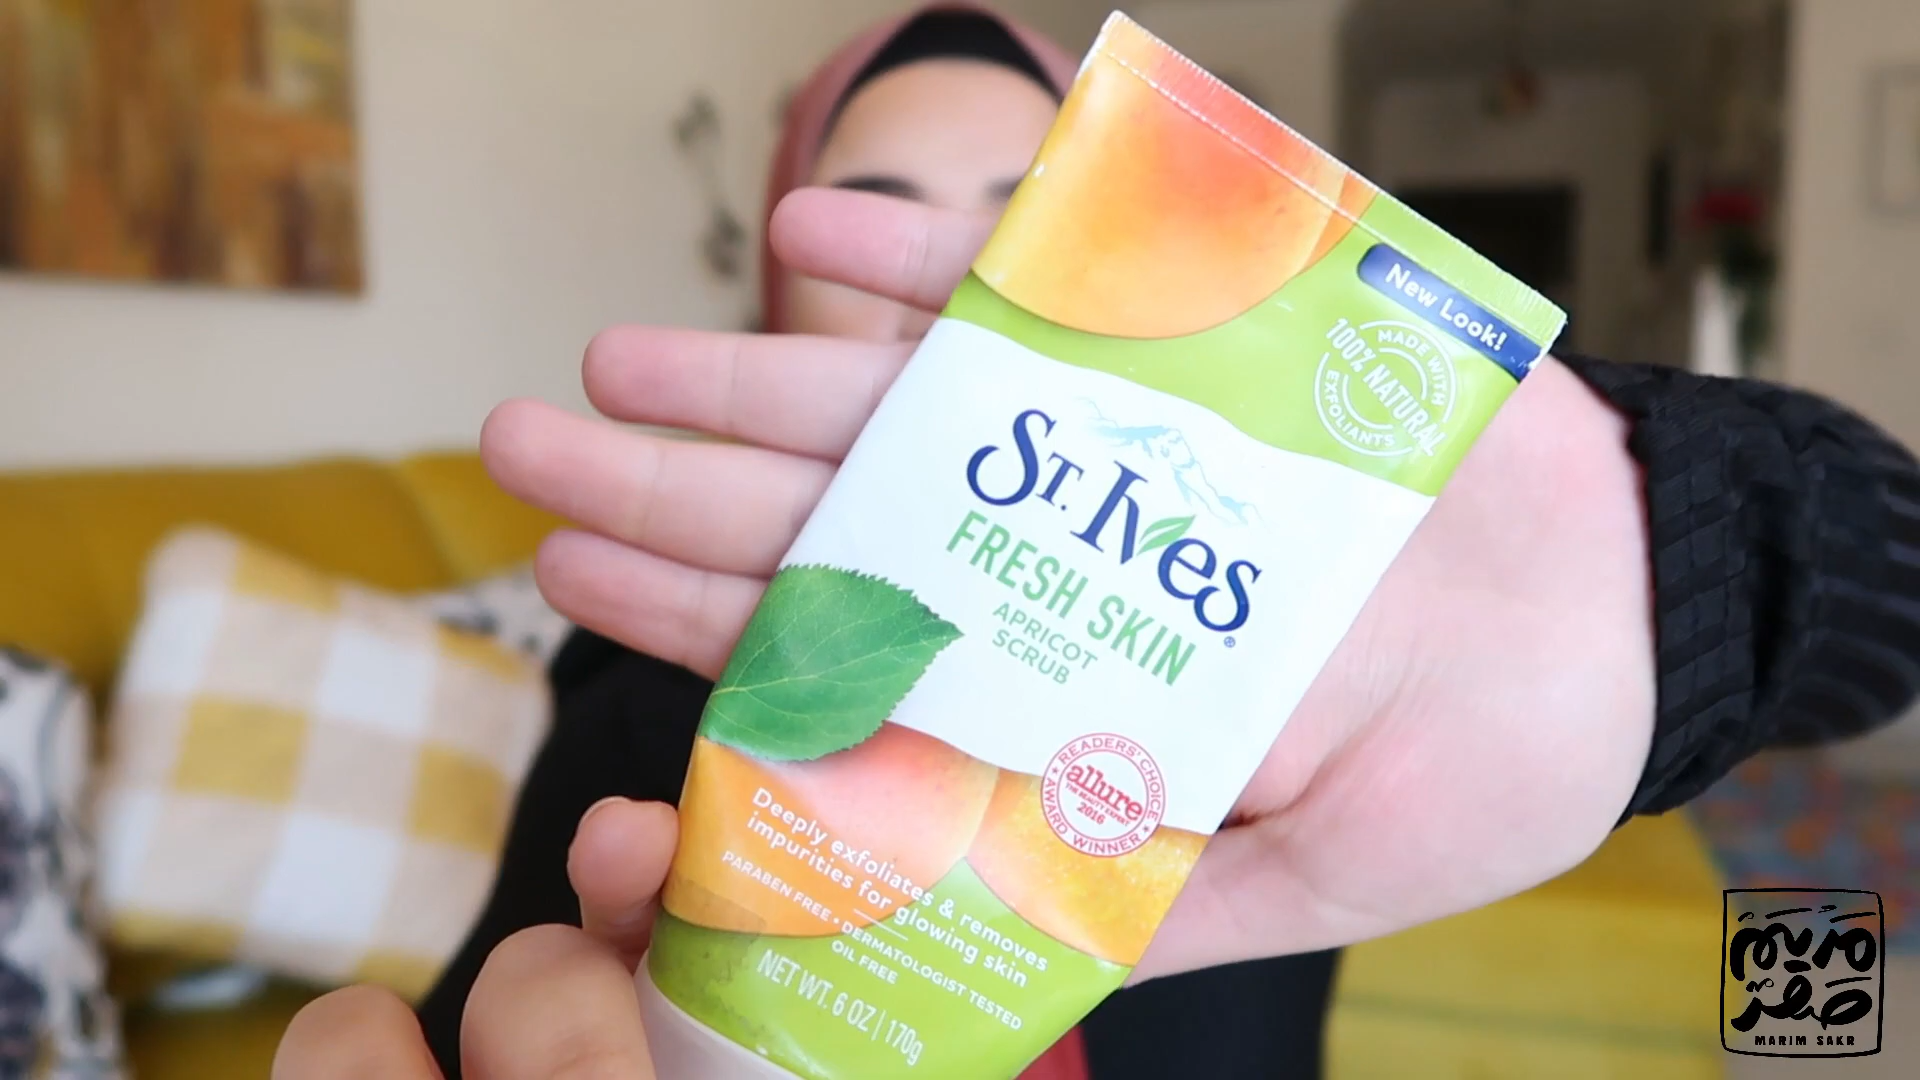 New Look!
MADE WITH
100% NATURAL
EXFOLIANTS
ST. IVES®
FRESH SKIN
APRICOT
SCRUB
READERS' CHOICE
allure
THE BEAUTY EXPERT
2016
AWARD WINNER
Deeply exfoliates & removes
impurities for glowing skin
PARABEN FREE • DERMATOLOGIST TESTED
OIL FREE
NET WT. 6 OZ | 170g
مريم
صقر
MARIM SAKR